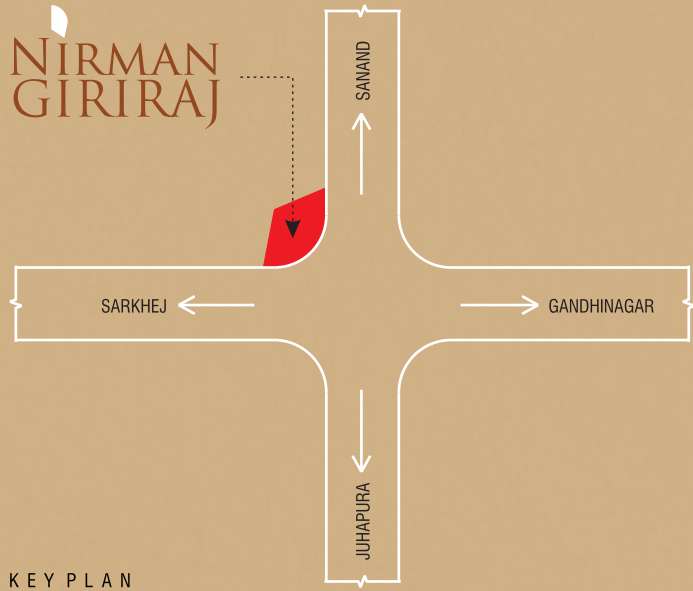 NIRMAN
GIRIRAJ
SANAND
SARKHEJ
GANDHINAGAR
JUHAPURA
KEY PLAN